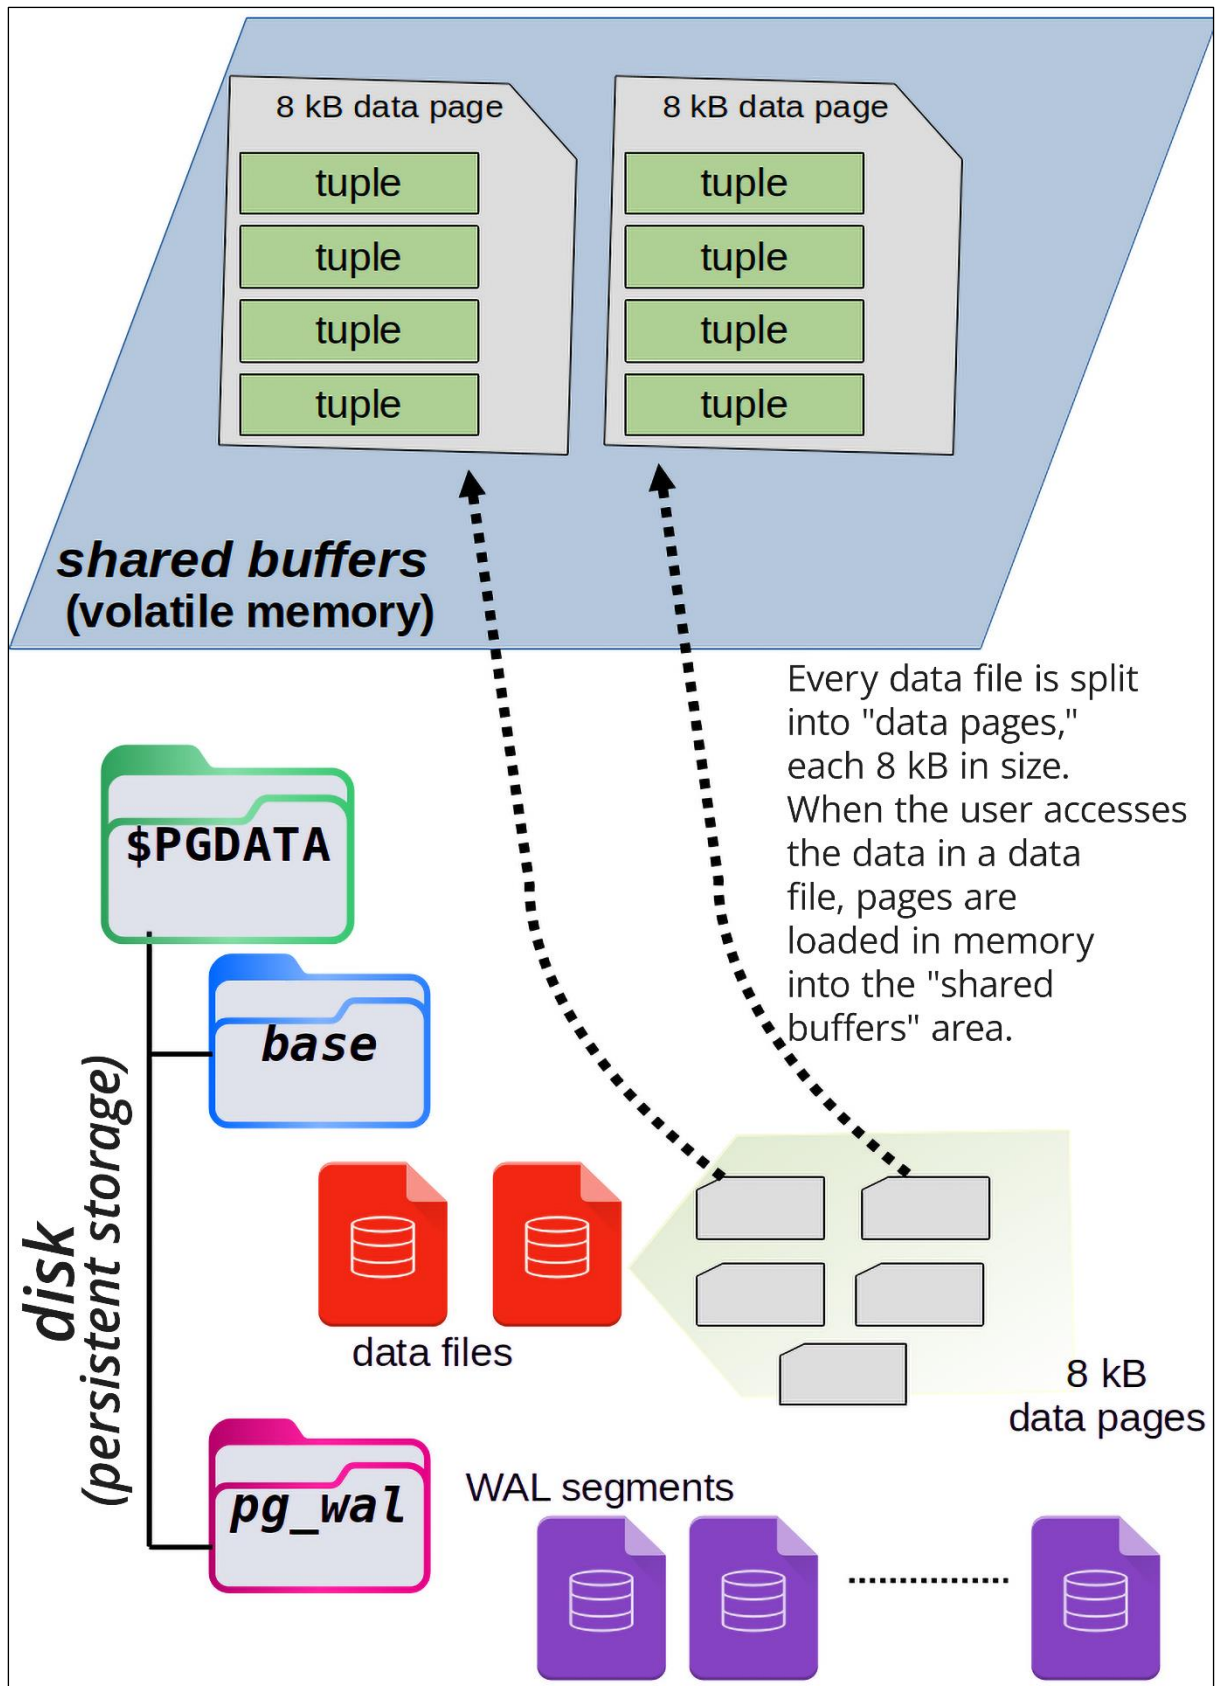 8 kB data page
tuple
tuple
tuple
tuple
8 kB data page
tuple
tuple
tuple
tuple
shared buffers
(volatile memory)
Every data file is split
into "data pages,"
each 8 kB in size.
When the user accesses
the data in a data
file, pages are
loaded in memory
into the "shared
buffers" area.
$PGDATA
base
disk
(persistent storage)
data files
8 kB
data pages
pg_wal
WAL segments